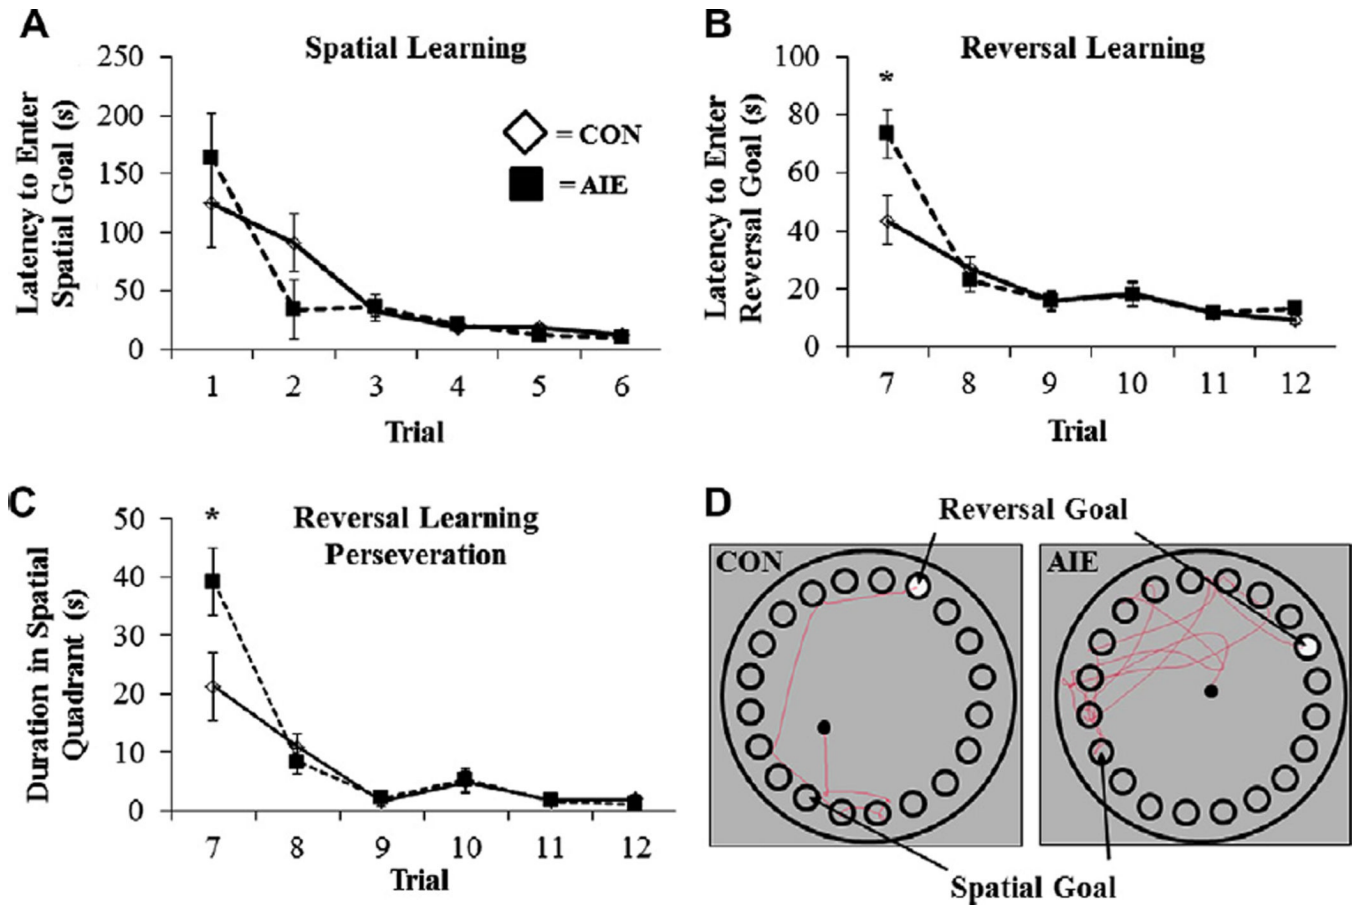 A
Spatial Learning
250
200
150
100
50
0
Latency to Enter
Spatial Goal (s)
= CON
= AIE
1 2 3 4 5 6
Trial
B
Reversal Learning
100
80
60
40
20
0
*
Latency to Enter
Reversal Goal (s)
7 8 9 10 11 12
Trial
C
Reversal Learning
Perseveration
50
40
30
20
10
0
*
Duration in Spatial
Quadrant (s)
7 8 9 10 11 12
Trial
D
Reversal Goal
CON
AIE
Spatial Goal